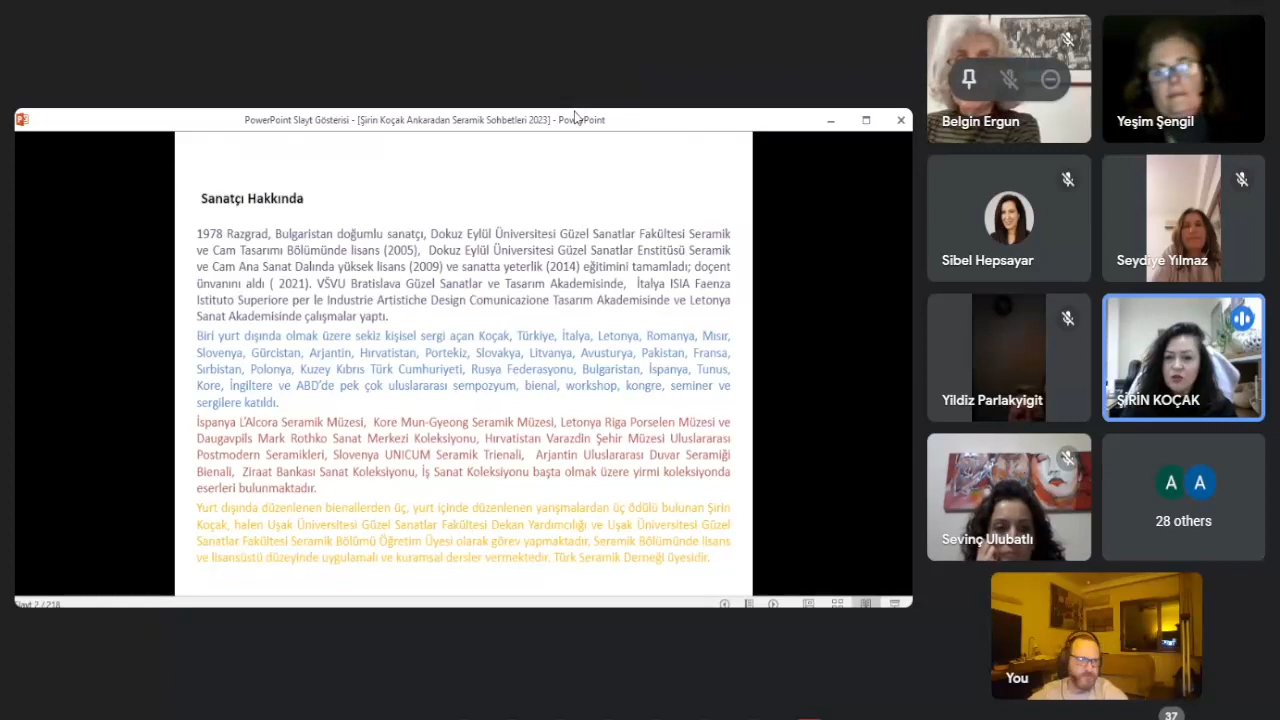 PowerPoint Slayt Gösterisi - [Şirin Koçak Ankaradan Seramik Sohbetleri 2023] - PowerPoint
Sanatçı Hakkında
1978 Razgrad, Bulgaristan doğumlu sanatçı, Dokuz Eylül Üniversitesi Güzel Sanatlar Fakültesi Seramik
ve Cam Tasarımı Bölümünde lisans (2005), Dokuz Eylül Üniversitesi Güzel Sanatlar Enstitüsü Seramik
ve Cam Ana Sanat Dalında yüksek lisans (2009) ve sanatta yeterlik (2014) eğitimini tamamladı; doçent
ünvanını aldı ( 2021). VŠVU Bratislava Güzel Sanatlar ve Tasarım Akademisinde, İtalya ISIA Faenza
Istituto Superiore per le Industrie Artistiche Design Comunicazione Tasarım Akademisinde ve Letonya
Sanat Akademisinde çalışmalar yaptı.
Biri yurt dışında olmak üzere sekiz kişisel sergi açan Koçak, Türkiye, İtalya, Letonya, Romanya, Mısır,
Slovenya, Gürcistan, Arjantin, Hırvatistan, Portekiz, Slovakya, Litvanya, Avusturya, Pakistan, Fransa,
Sırbistan, Polonya, Kuzey Kıbrıs Türk Cumhuriyeti, Rusya Federasyonu, Bulgaristan, İspanya, Tunus,
Kore, İngiltere ve ABD'de pek çok uluslararası sempozyum, bienal, workshop, kongre, seminer ve
sergilere katıldı.
İspanya L'Alcora Seramik Müzesi, Kore Mun-Gyeong Seramik Müzesi, Letonya Riga Porselen Müzesi ve
Daugavpils Mark Rothko Sanat Merkezi Koleksiyonu, Hırvatistan Varazdin Şehir Müzesi Uluslararası
Postmodern Seramikleri, Slovenya UNICUM Seramik Trienali, Arjantin Uluslararası Duvar Seramiği
Bienali, Ziraat Bankası Sanat Koleksiyonu, İş Sanat Koleksiyonu başta olmak üzere yirmi koleksiyonda
eserleri bulunmaktadır.
Yurt dışında düzenlenen bienallerden üç, yurt içinde düzenlenen yarışmalardan üç ödülü bulunan Şirin
Koçak, halen Uşak Üniversitesi Güzel Sanatlar Fakültesi Dekan Yardımcılığı ve Uşak Üniversitesi Güzel
Sanatlar Fakültesi Seramik Bölümü Öğretim Üyesi olarak görev yapmaktadır. Seramik Bölümünde lisans
ve lisansüstü düzeyinde uygulamalı ve kuramsal dersler vermektedir. Türk Seramik Derneği üyesidir.
Slayt 2 / 218
Belgin Ergun
Yeşim Şengil
Sibel Hepsayar
Seydiye Yılmaz
Yildiz Parlakyigit
ŞİRİN KOÇAK
Sevinç Ulubatlı
A A
28 others
You
37